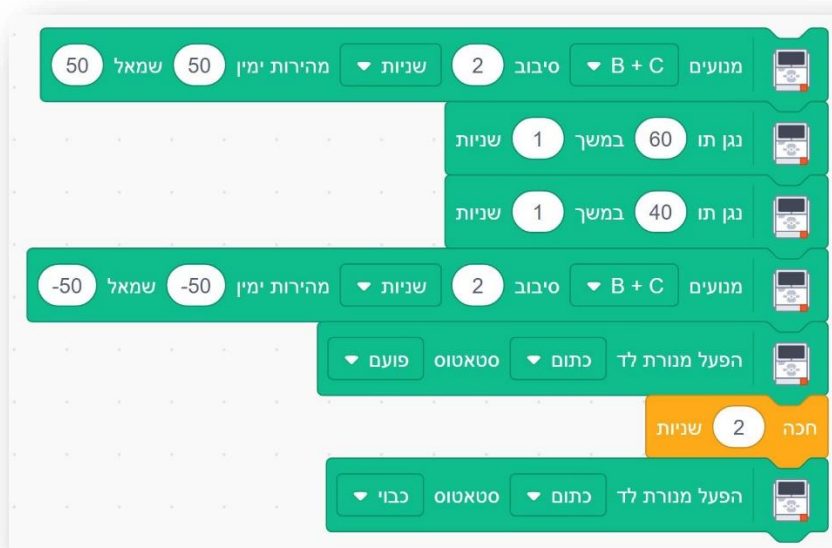 מנועים B + C סיבוב 2 שניות מהירות ימין 50 שמאל 50
נגן תו 60 במשך 1 שניות
נגן תו 40 במשך 1 שניות
מנועים B + C סיבוב 2 שניות מהירות ימין -50 שמאל -50
הפעל מנורת לד כתום סטאטוס פועם
חכה 2 שניות
הפעל מנורת לד כתום סטאטוס כבוי